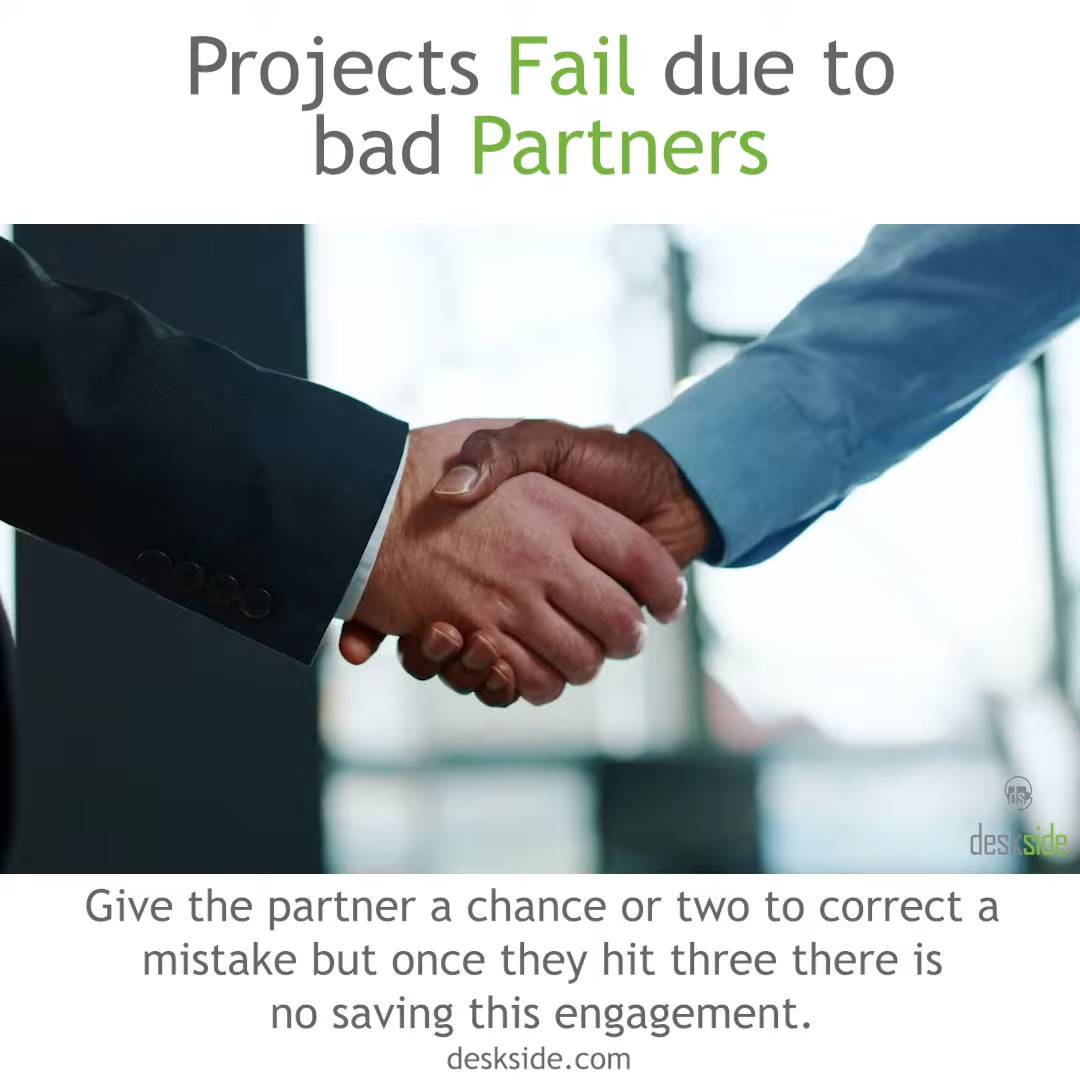 Projects Fail due to
bad Partners
ds
deskside
Give the partner a chance or two to correct a
mistake but once they hit three there is
no saving this engagement.
deskside.com